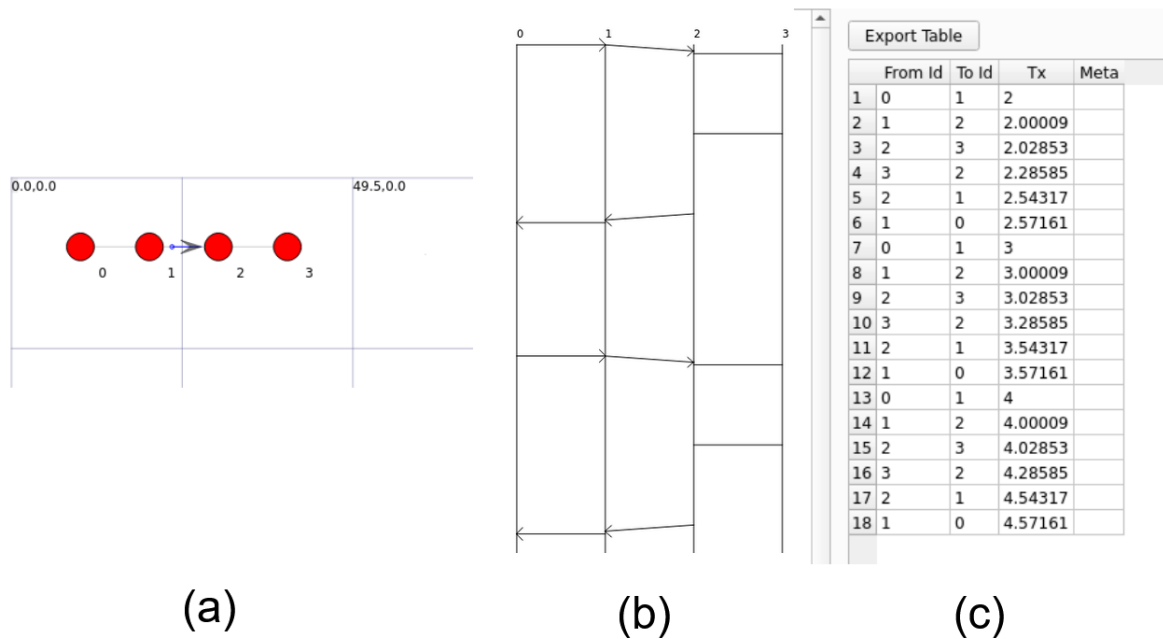 0.0,0.0 49.5,0.0
0 1 2 3
(a)
0 1 2 3
(b)
Export Table
From Id To Id Tx Meta
1 0 1 2
2 1 2 2.00009
3 2 3 2.02853
4 3 2 2.28585
5 2 1 2.54317
6 1 0 2.57161
7 0 1 3
8 1 2 3.00009
9 2 3 3.02853
10 3 2 3.28585
11 2 1 3.54317
12 1 0 3.57161
13 0 1 4
14 1 2 4.00009
15 2 3 4.02853
16 3 2 4.28585
17 2 1 4.54317
18 1 0 4.57161
(c)